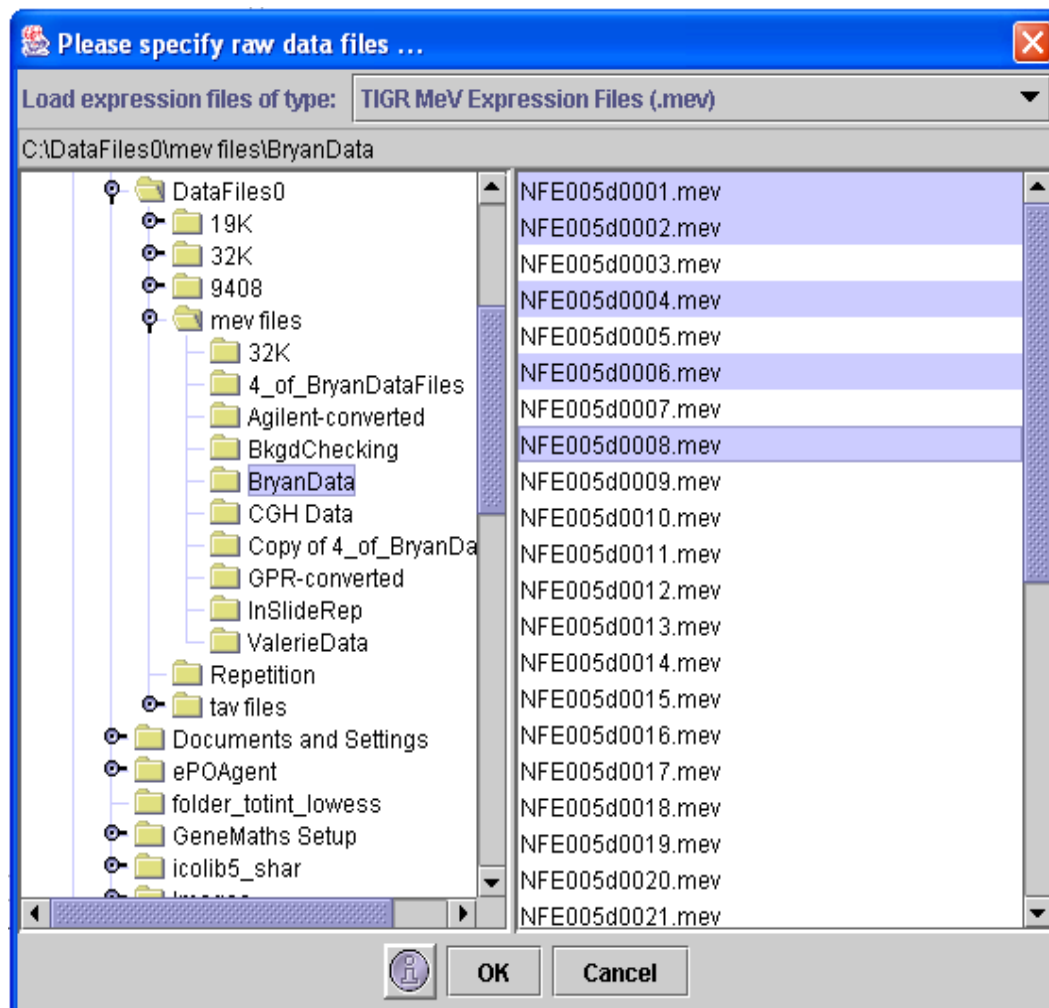 Please specify raw data files ...
Load expression files of type: TIGR MeV Expression Files (.mev)
C:\DataFiles0\mev files\BryanData
DataFiles0
19K
32K
9408
mev files
32K
4_of_BryanDataFiles
Agilent-converted
BkgdChecking
BryanData
CGH Data
Copy of 4_of_BryanDa
GPR-converted
InSlideRep
ValerieData
Repetition
tav files
Documents and Settings
ePOAgent
folder_totint_lowess
GeneMaths Setup
icolib5_shar
NFE005d0001.mev
NFE005d0002.mev
NFE005d0003.mev
NFE005d0004.mev
NFE005d0005.mev
NFE005d0006.mev
NFE005d0007.mev
NFE005d0008.mev
NFE005d0009.mev
NFE005d0010.mev
NFE005d0011.mev
NFE005d0012.mev
NFE005d0013.mev
NFE005d0014.mev
NFE005d0015.mev
NFE005d0016.mev
NFE005d0017.mev
NFE005d0018.mev
NFE005d0019.mev
NFE005d0020.mev
NFE005d0021.mev
OK
Cancel